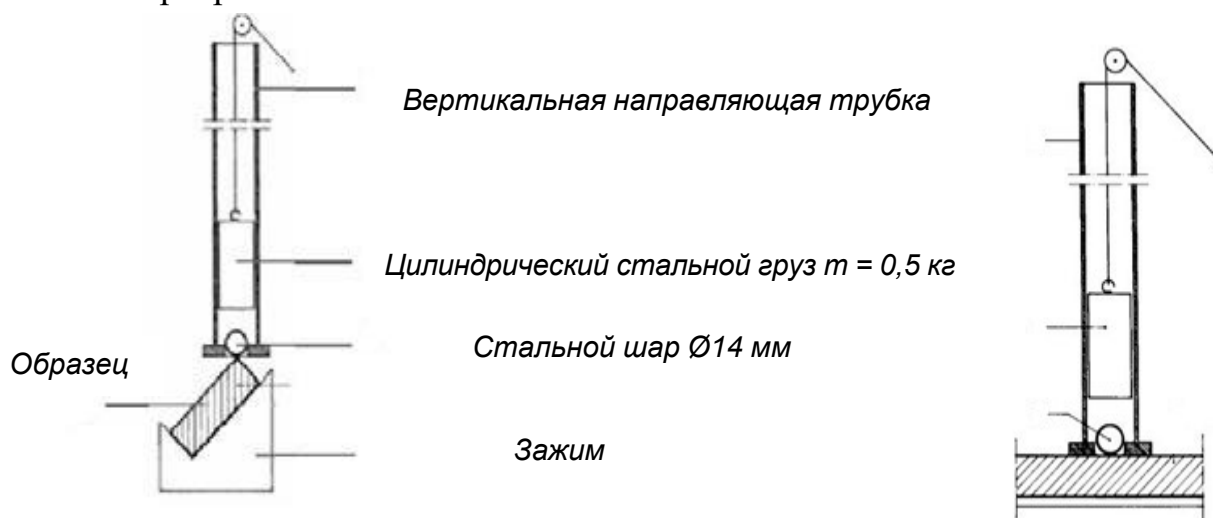 Вертикальная направляющая трубка
Цилиндрический стальной груз m = 0,5 кг
Стальной шар Ø14 мм
Образец
Зажим